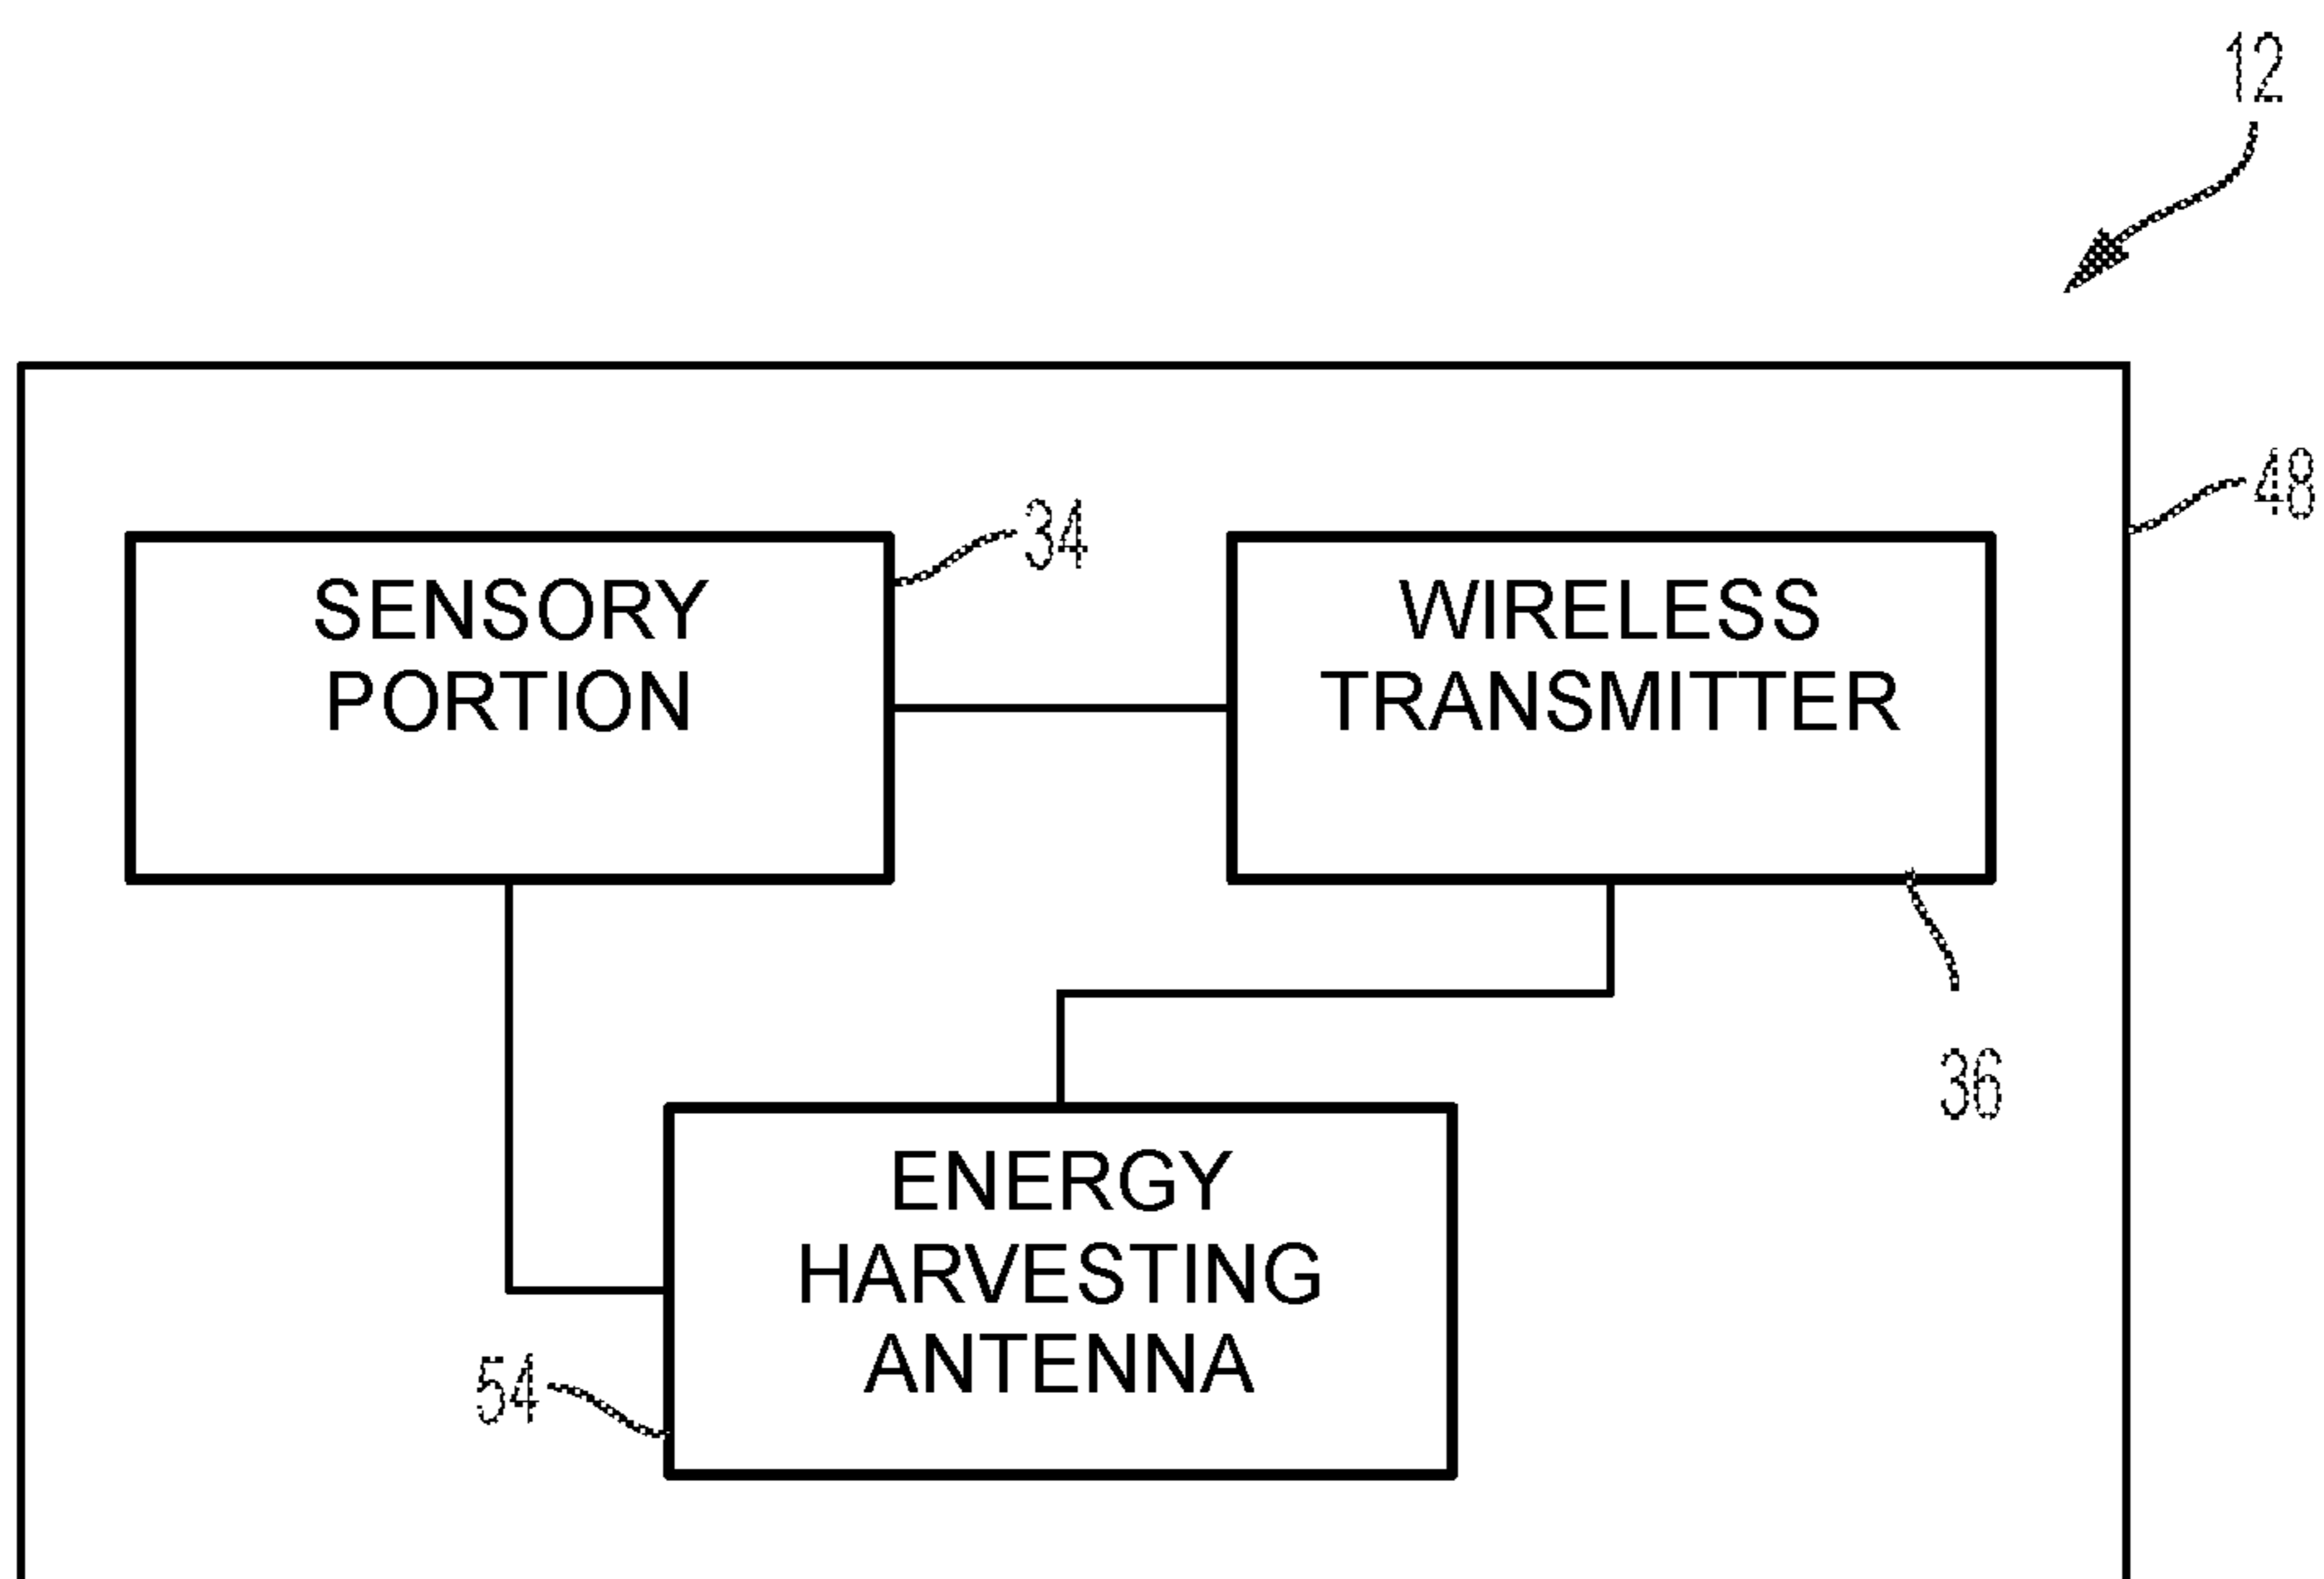 12
48
34
SENSORY
PORTION
WIRELESS
TRANSMITTER
36
ENERGY
HARVESTING
ANTENNA
54